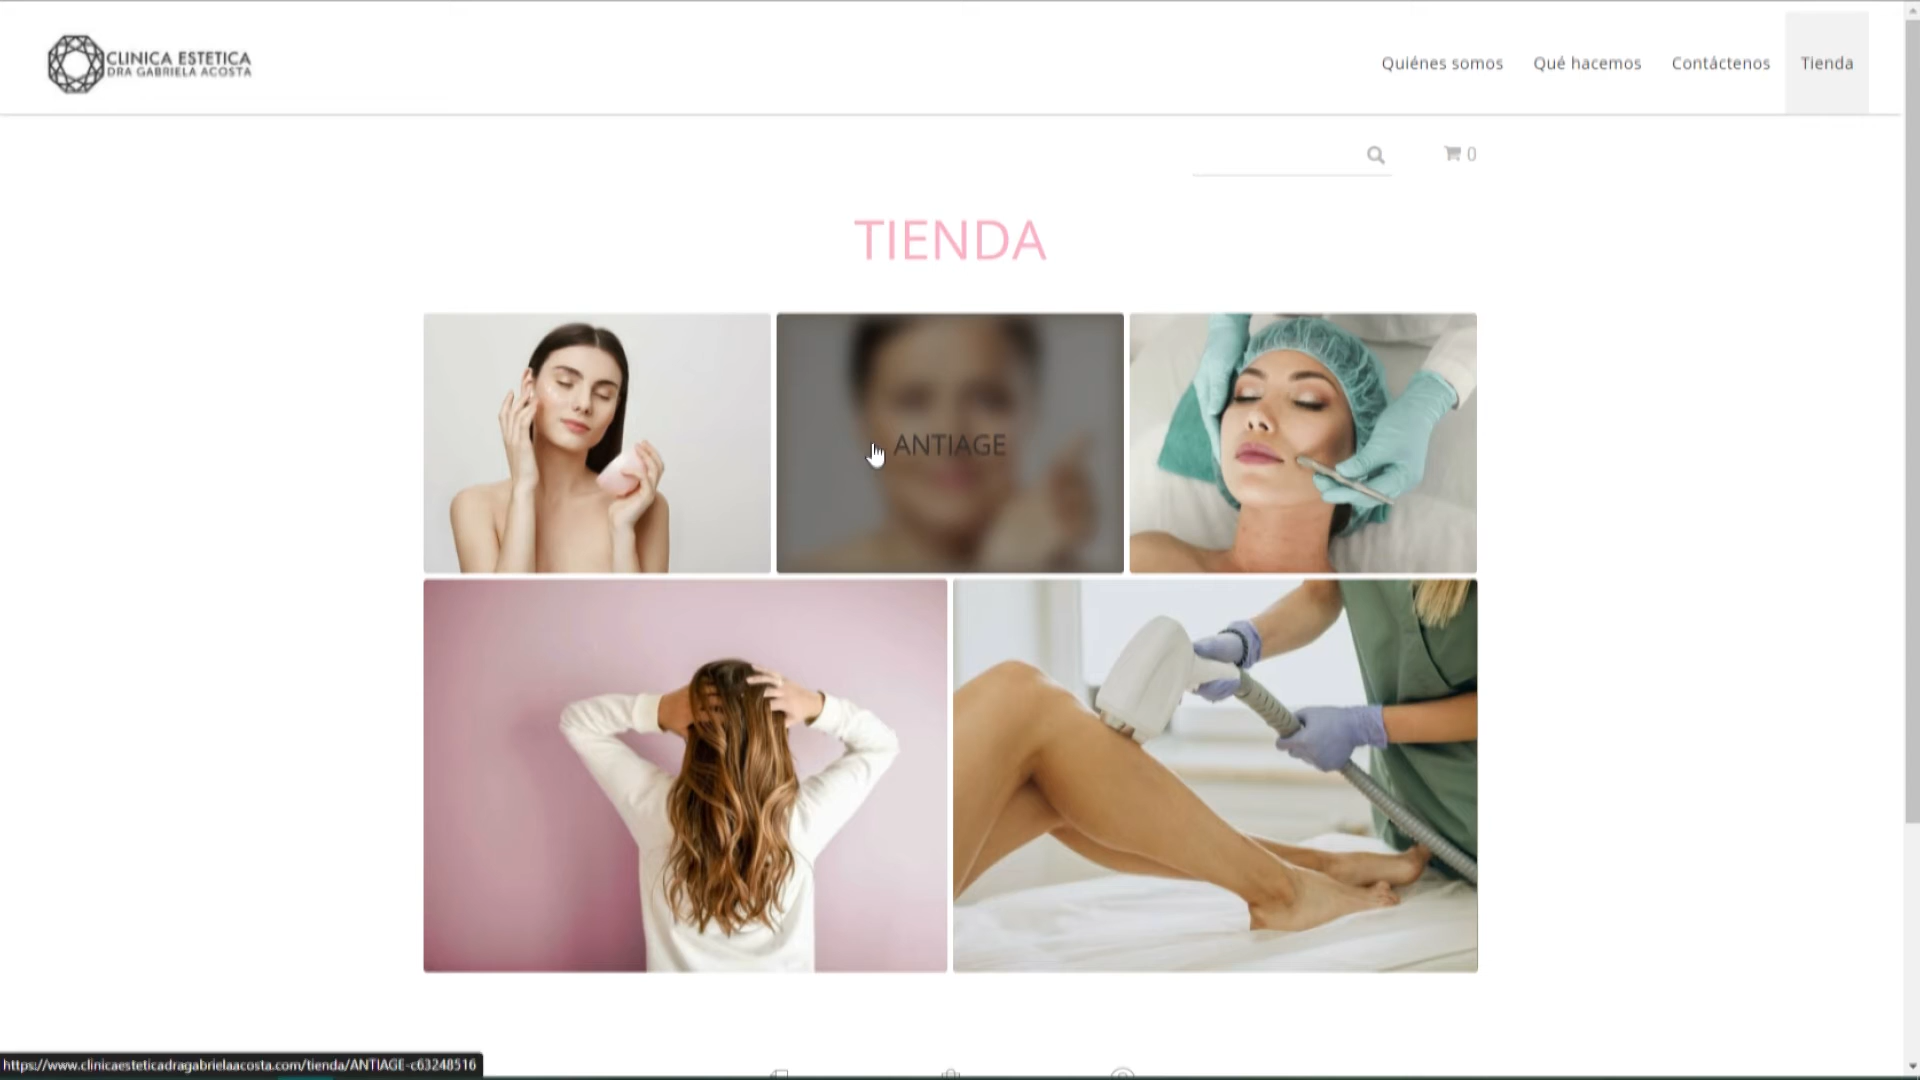 CLINICA ESTETICA
DRA GABRIELA ACOSTA
Quiénes somos
Qué hacemos
Contáctenos
Tienda
0
TIENDA
ANTIAGE
https://www.clinicaesteticadragabrielaacosta.com/tienda/ANTIAGE-c63248516